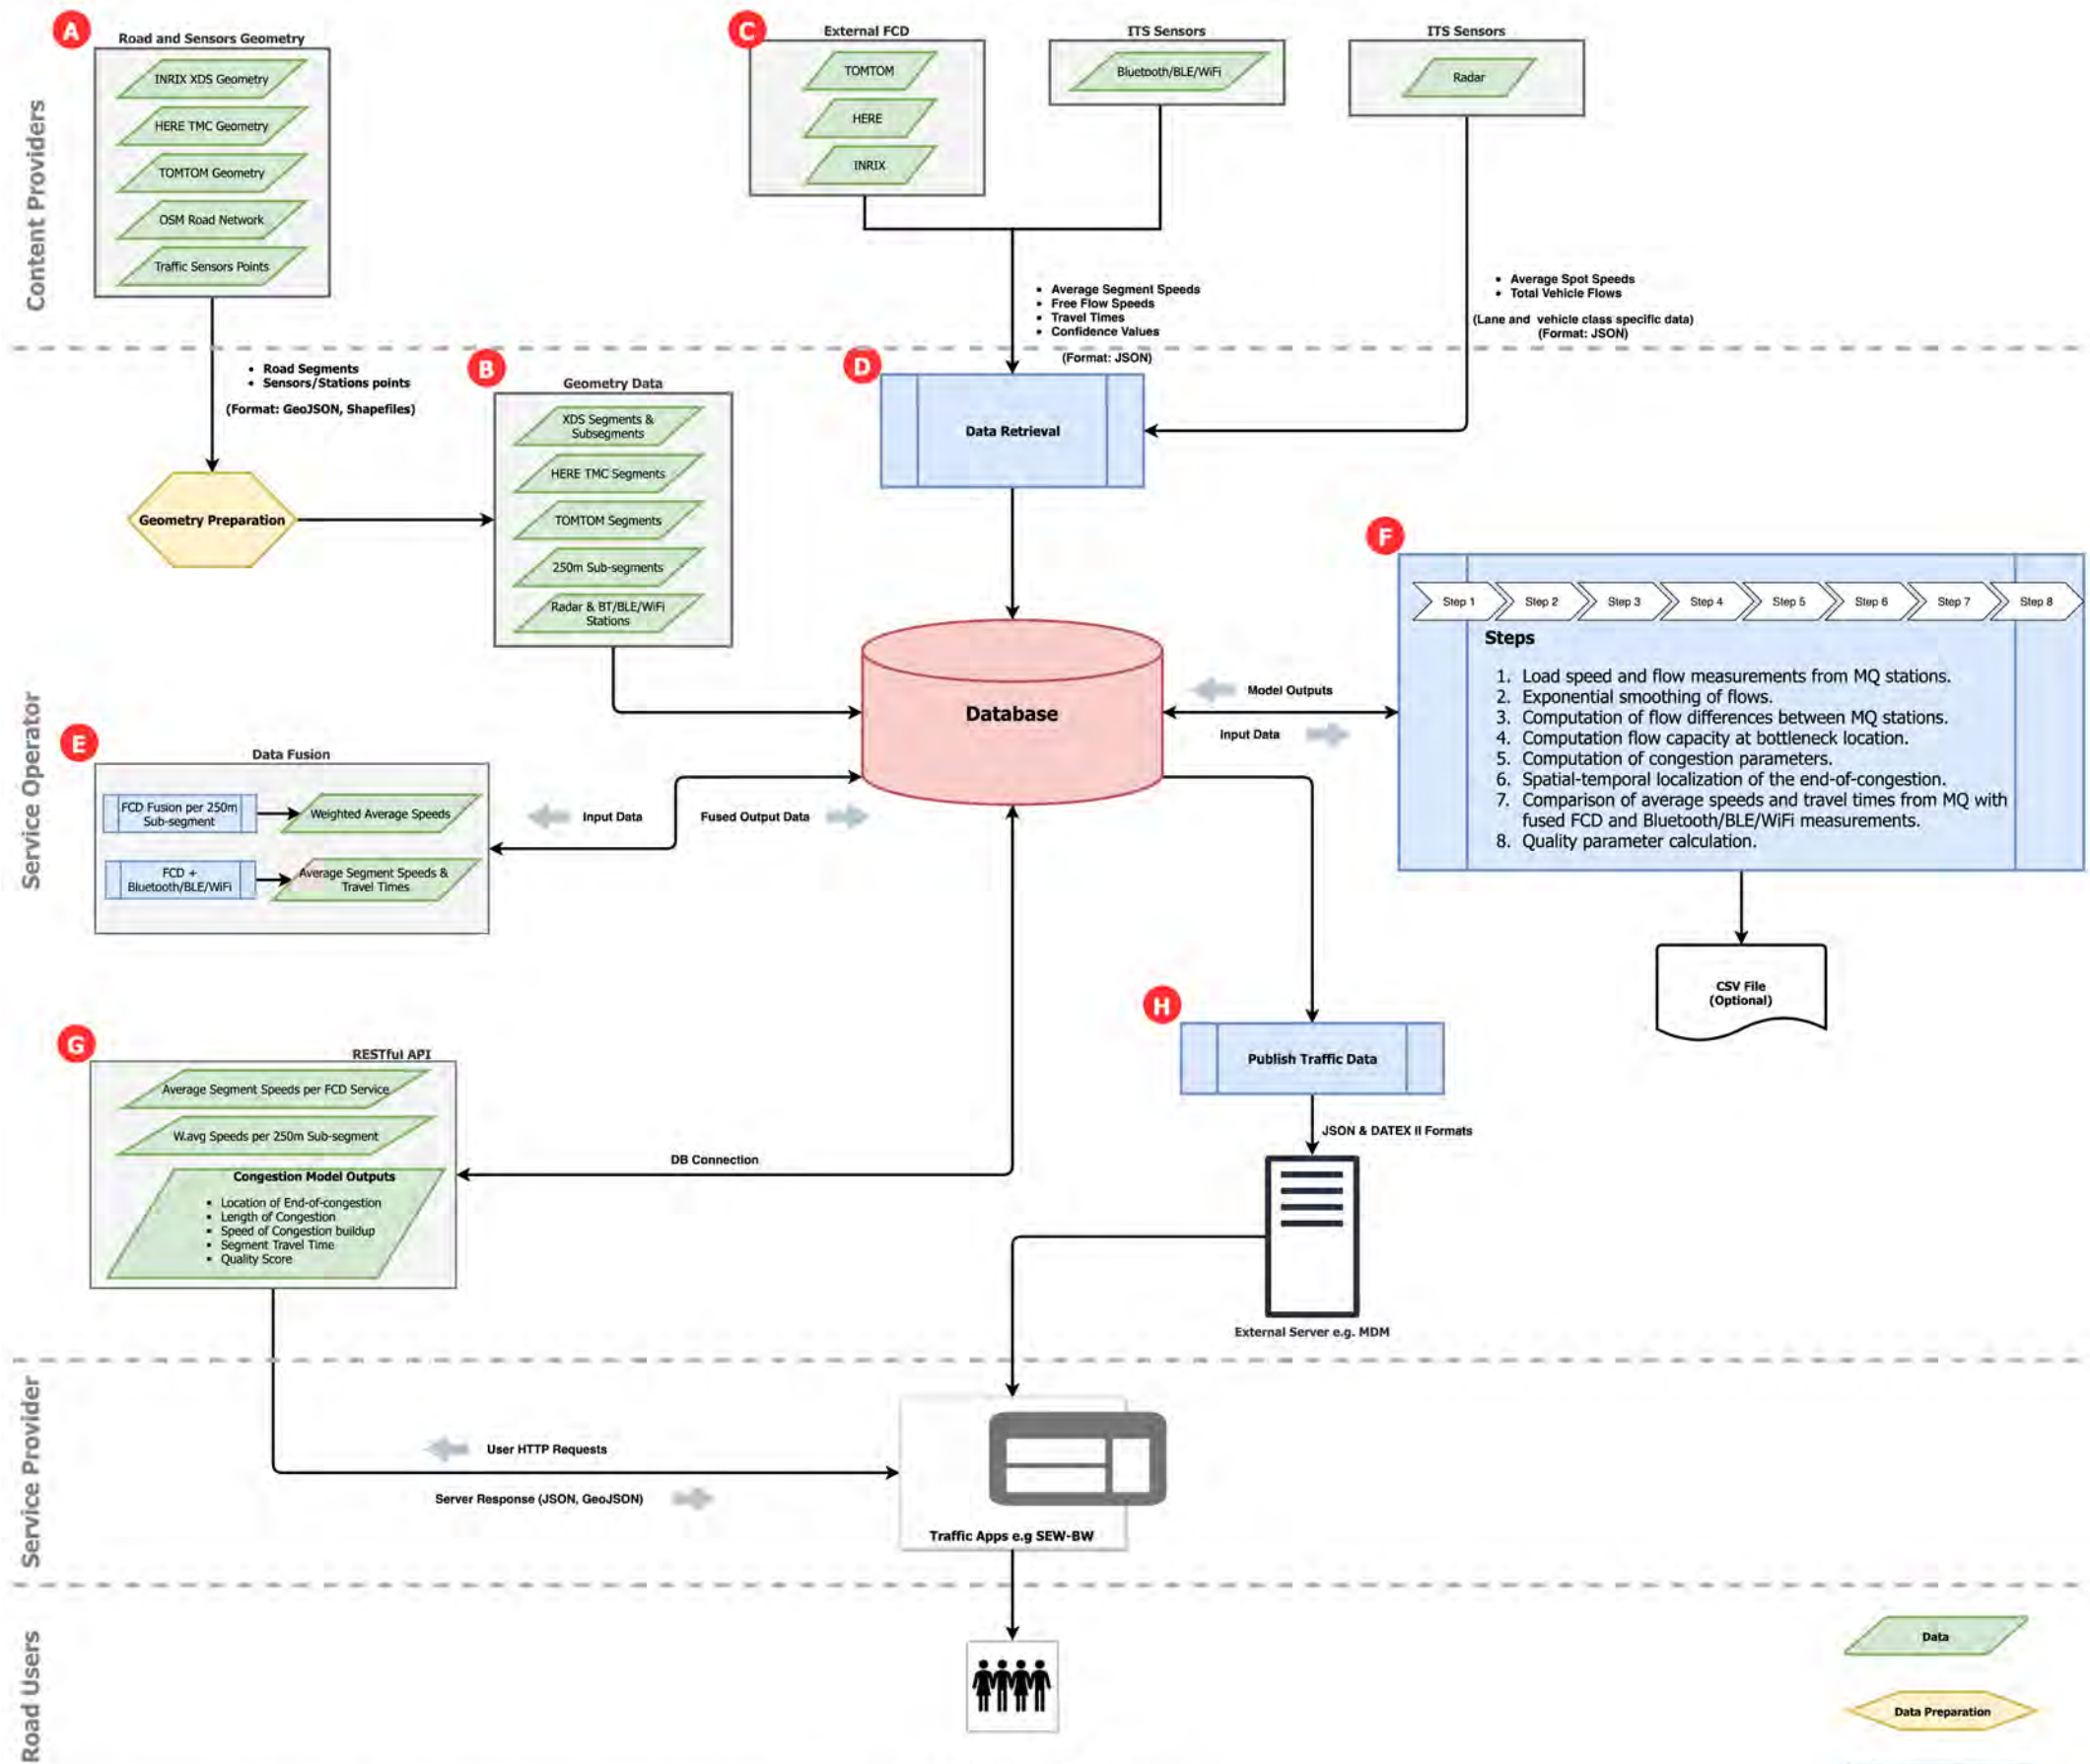 Content Providers
A
Road and Sensors Geometry
INRIX XDS Geometry
HERE TMC Geometry
TOMTOM Geometry
OSM Road Network
Traffic Sensors Points
C
External FCD
TOMTOM
HERE
INRIX
ITS Sensors
Bluetooth/BLE/WiFi
ITS Sensors
Radar
• Average Segment Speeds
• Free Flow Speeds
• Travel Times
• Confidence Values
(Format: JSON)
• Average Spot Speeds
• Total Vehicle Flows
(Lane and vehicle class specific data)
(Format: JSON)
Service Operator
• Road Segments
• Sensors/Stations points
(Format: GeoJSON, Shapefiles)
Geometry Preparation
B
Geometry Data
XDS Segments &
Subsegments
HERE TMC Segments
TOMTOM Segments
250m Sub-segments
Radar & BT/BLE/WiFi
Stations
D
Data Retrieval
Database
Model Outputs
Input Data
F
Step 1
Step 2
Step 3
Step 4
Step 5
Step 6
Step 7
Step 8
Steps
1. Load speed and flow measurements from MQ stations.
2. Exponential smoothing of flows.
3. Computation of flow differences between MQ stations.
4. Computation flow capacity at bottleneck location.
5. Computation of congestion parameters.
6. Spatial-temporal localization of the end-of-congestion.
7. Comparison of average speeds and travel times from MQ with
fused FCD and Bluetooth/BLE/WiFi measurements.
8. Quality parameter calculation.
CSV File
(Optional)
E
Data Fusion
FCD Fusion per 250m
Sub-segment
Weighted Average Speeds
FCD +
Bluetooth/BLE/WiFi
Average Segment Speeds &
Travel Times
Input Data
Fused Output Data
G
RESTful API
Average Segment Speeds per FCD Service
W.avg Speeds per 250m Sub-segment
Congestion Model Outputs
• Location of End-of-congestion
• Length of Congestion
• Speed of Congestion buildup
• Segment Travel Time
• Quality Score
DB Connection
H
Publish Traffic Data
JSON & DATEX II Formats
External Server e.g. MDM
Service Provider
User HTTP Requests
Server Response (JSON, GeoJSON)
Traffic Apps e.g SEW-BW
Road Users
Data
Data Preparation